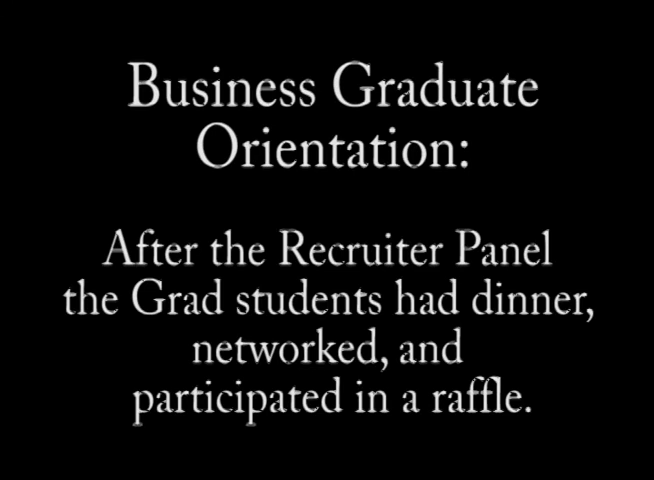 Business Graduate
Orientation:
After the Recruiter Panel
the Grad students had dinner,
networked, and
participated in a raffle.